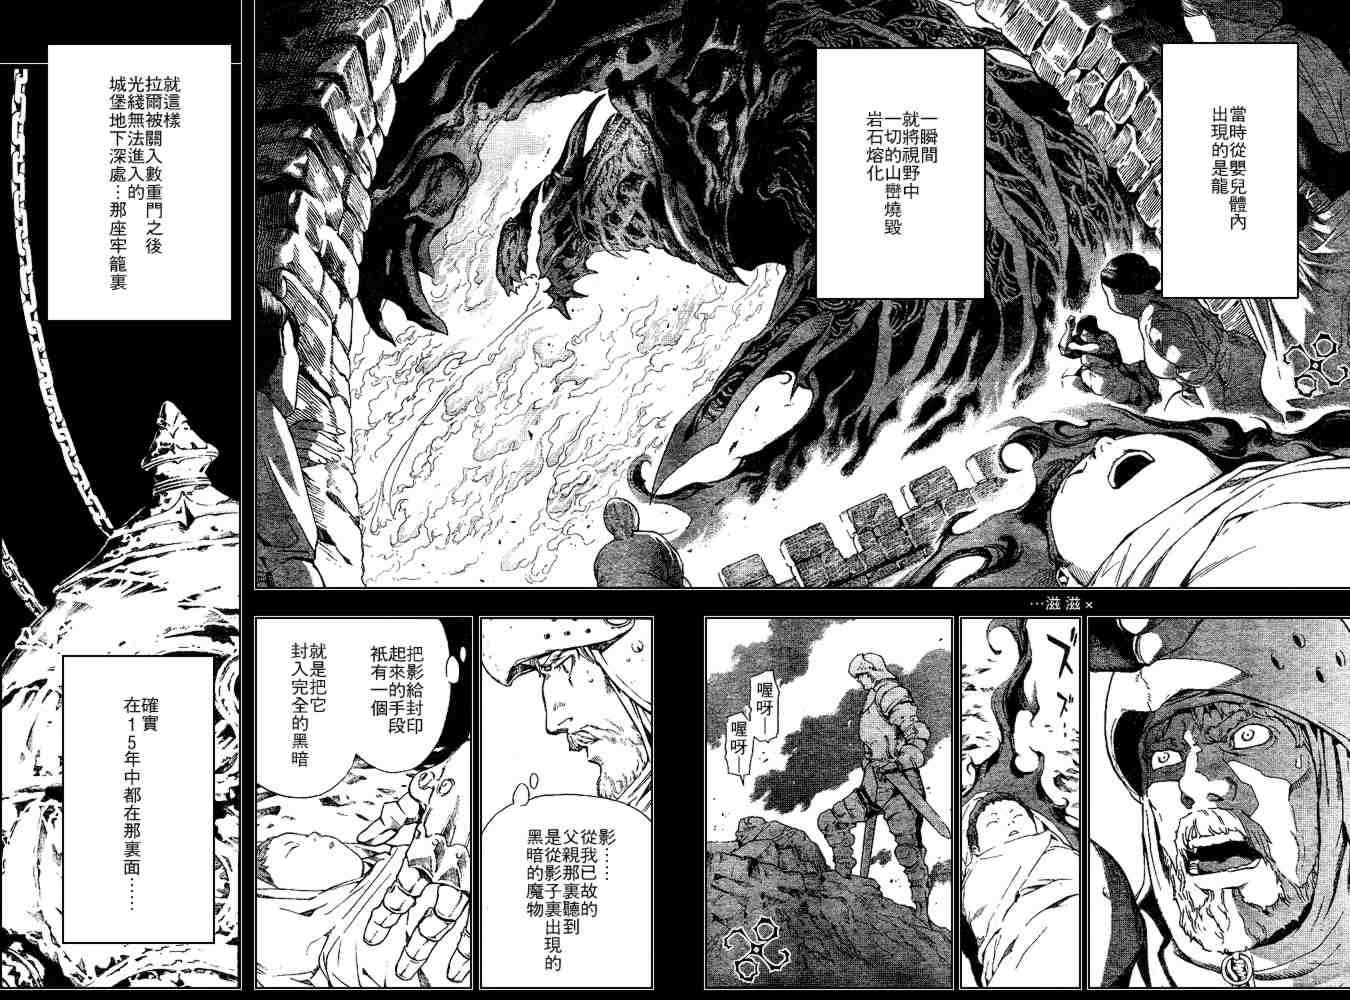 當時從嬰兒體內
出現的是龍
一瞬間
就將視野中
一切的山巒燒毀
岩石熔化
…滋滋×
喔呀—
喔呀—
影……
從我已故的
父親那裏聽到
是從影子裏出現的
黑暗的魔物
把影給封印
起來的手段
衹有一個
就是把它
封入完全的黑暗
就這樣
拉爾被關入數重門之後
光綫無法進入的
城堡地下深處…那座牢籠裏
確實
在15年中都在那裏面……